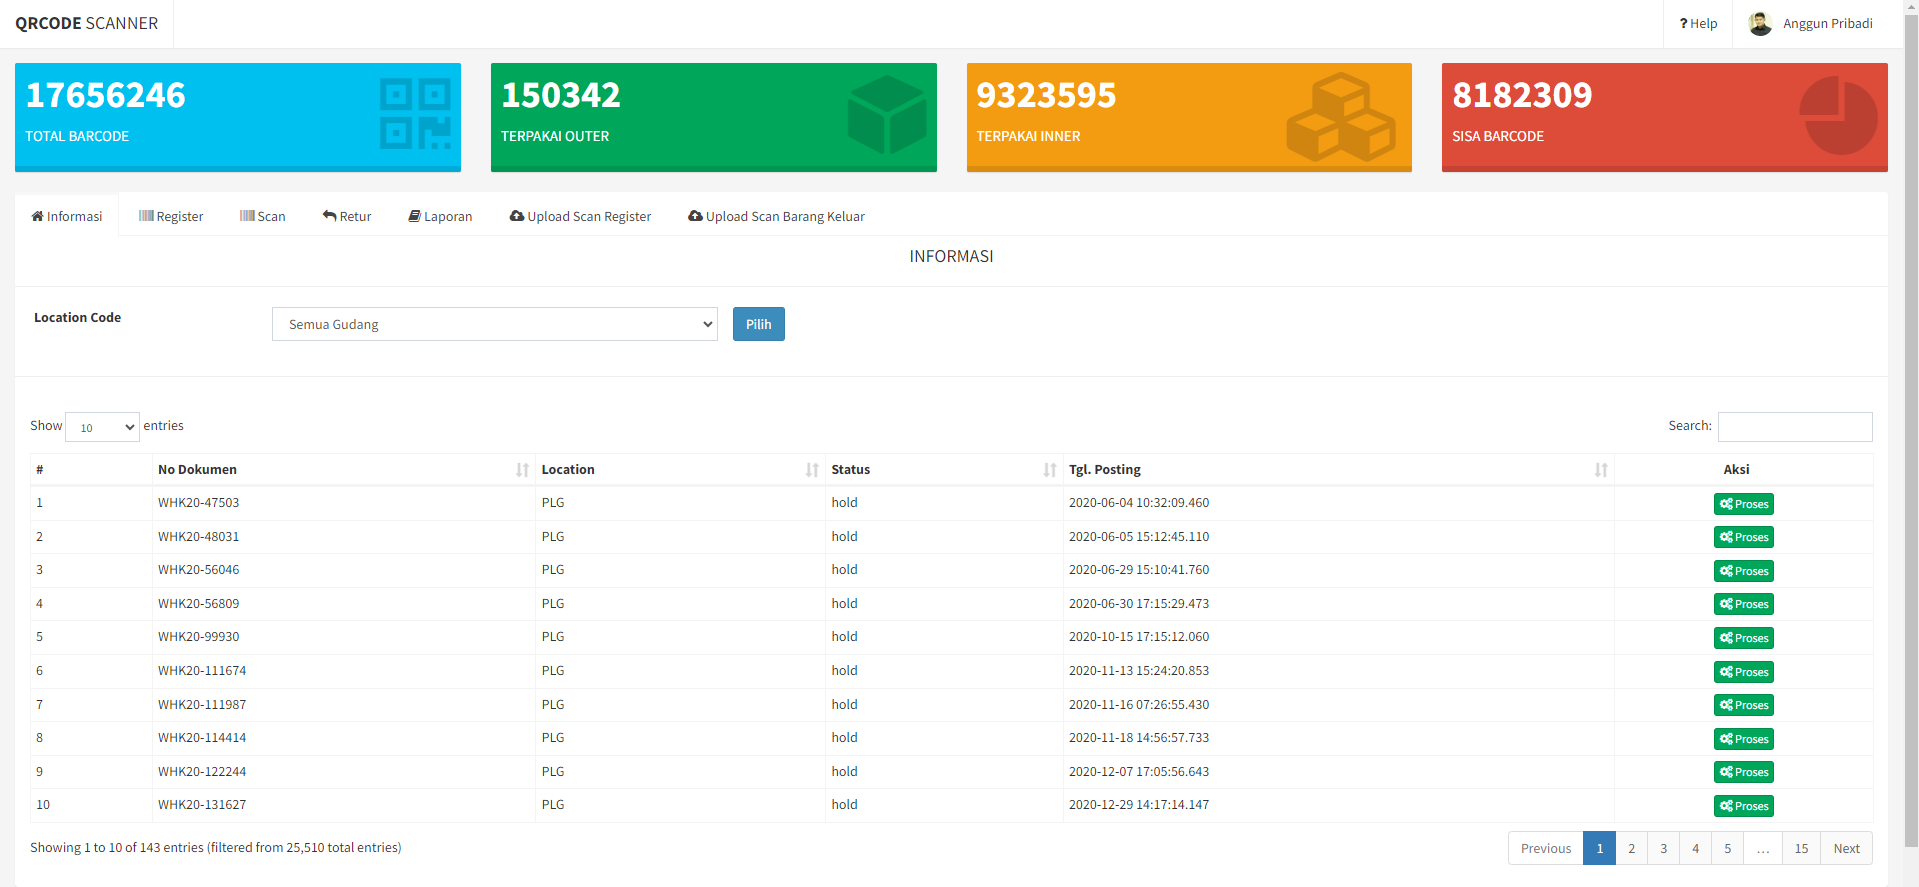 QRCODE SCANNER
? Help
Anggun Pribadi
17656246
TOTAL BARCODE
150342
TERPAKAI OUTER
9323595
TERPAKAI INNER
8182309
SISA BARCODE
Informasi Register Scan Retur Laporan Upload Scan Register Upload Scan Barang Keluar
INFORMASI
Location Code Semua Gudang Pilih
Show 10 entries Search:
# No Dokumen Location Status Tgl. Posting Aksi
1 WHK20-47503 PLG hold 2020-06-04 10:32:09.460 Proses
2 WHK20-48031 PLG hold 2020-06-05 15:12:45.110 Proses
3 WHK20-56046 PLG hold 2020-06-29 15:10:41.760 Proses
4 WHK20-56809 PLG hold 2020-06-30 17:15:29.473 Proses
5 WHK20-99930 PLG hold 2020-10-15 17:15:12.060 Proses
6 WHK20-111674 PLG hold 2020-11-13 15:24:20.853 Proses
7 WHK20-111987 PLG hold 2020-11-16 07:26:55.430 Proses
8 WHK20-114414 PLG hold 2020-11-18 14:56:57.733 Proses
9 WHK20-122244 PLG hold 2020-12-07 17:05:56.643 Proses
10 WHK20-131627 PLG hold 2020-12-29 14:17:14.147 Proses
Showing 1 to 10 of 143 entries (filtered from 25,510 total entries) Previous 1 2 3 4 5 … 15 Next